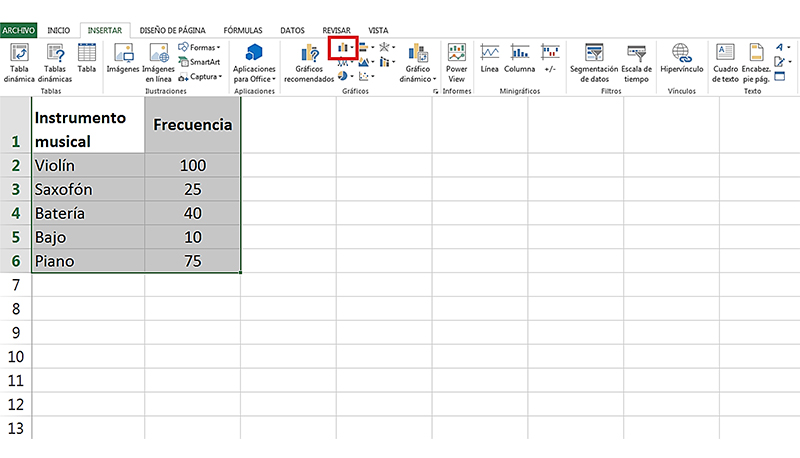 ARCHIVO INICIO INSERTAR DISEÑO DE PÁGINA FÓRMULAS DATOS REVISAR VISTA
Tabla dinámica
Tablas dinámicas
Tabla
Imágenes
Imágenes en línea
Formas
SmartArt
Captura
Aplicaciones para Office
Gráficos recomendados
Gráfico dinámico
Power View
Línea
Columna
+/-
Segmentación de datos
Escala de tiempo
Hipervínculo
Cuadro de texto
Encabez. pie pág.
Tablas Ilustraciones Aplicaciones Gráficos Informes Minigráficos Filtros Vínculos Texto
1 Instrumento musical Frecuencia
2 Violín 100
3 Saxofón 25
4 Batería 40
5 Bajo 10
6 Piano 75
7
8
9
10
11
12
13